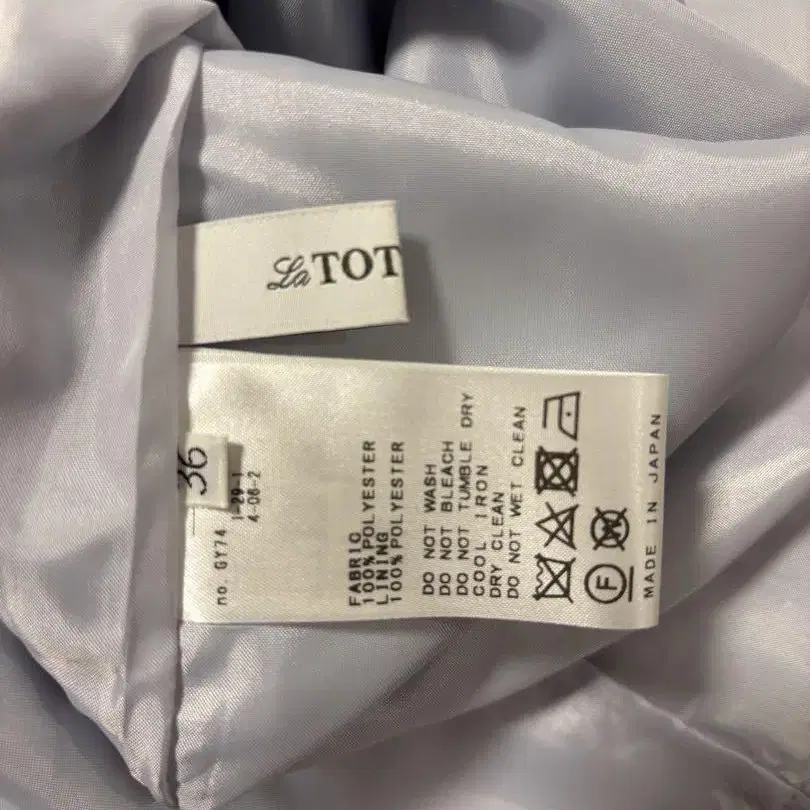 La TOT
36
no. GY74
1-29-1
4-06-2
FABRIC
100% POLYESTER
LINING
100% POLYESTER
DO NOT WASH
DO NOT BLEACH
DO NOT TUMBLE DRY
COOL IRON
DRY CLEAN
DO NOT WET CLEAN
F W
MADE IN JAPAN